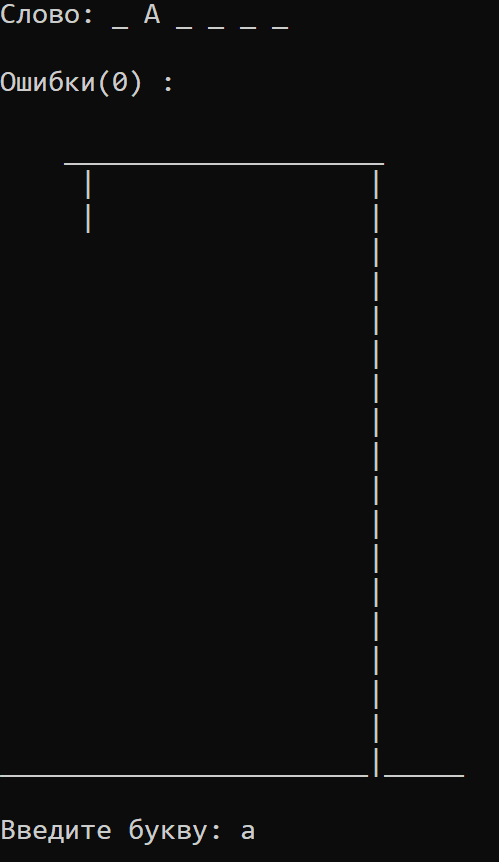 Слово: _ А _ _ _ _
Ошибки(0) :
Введите букву: а